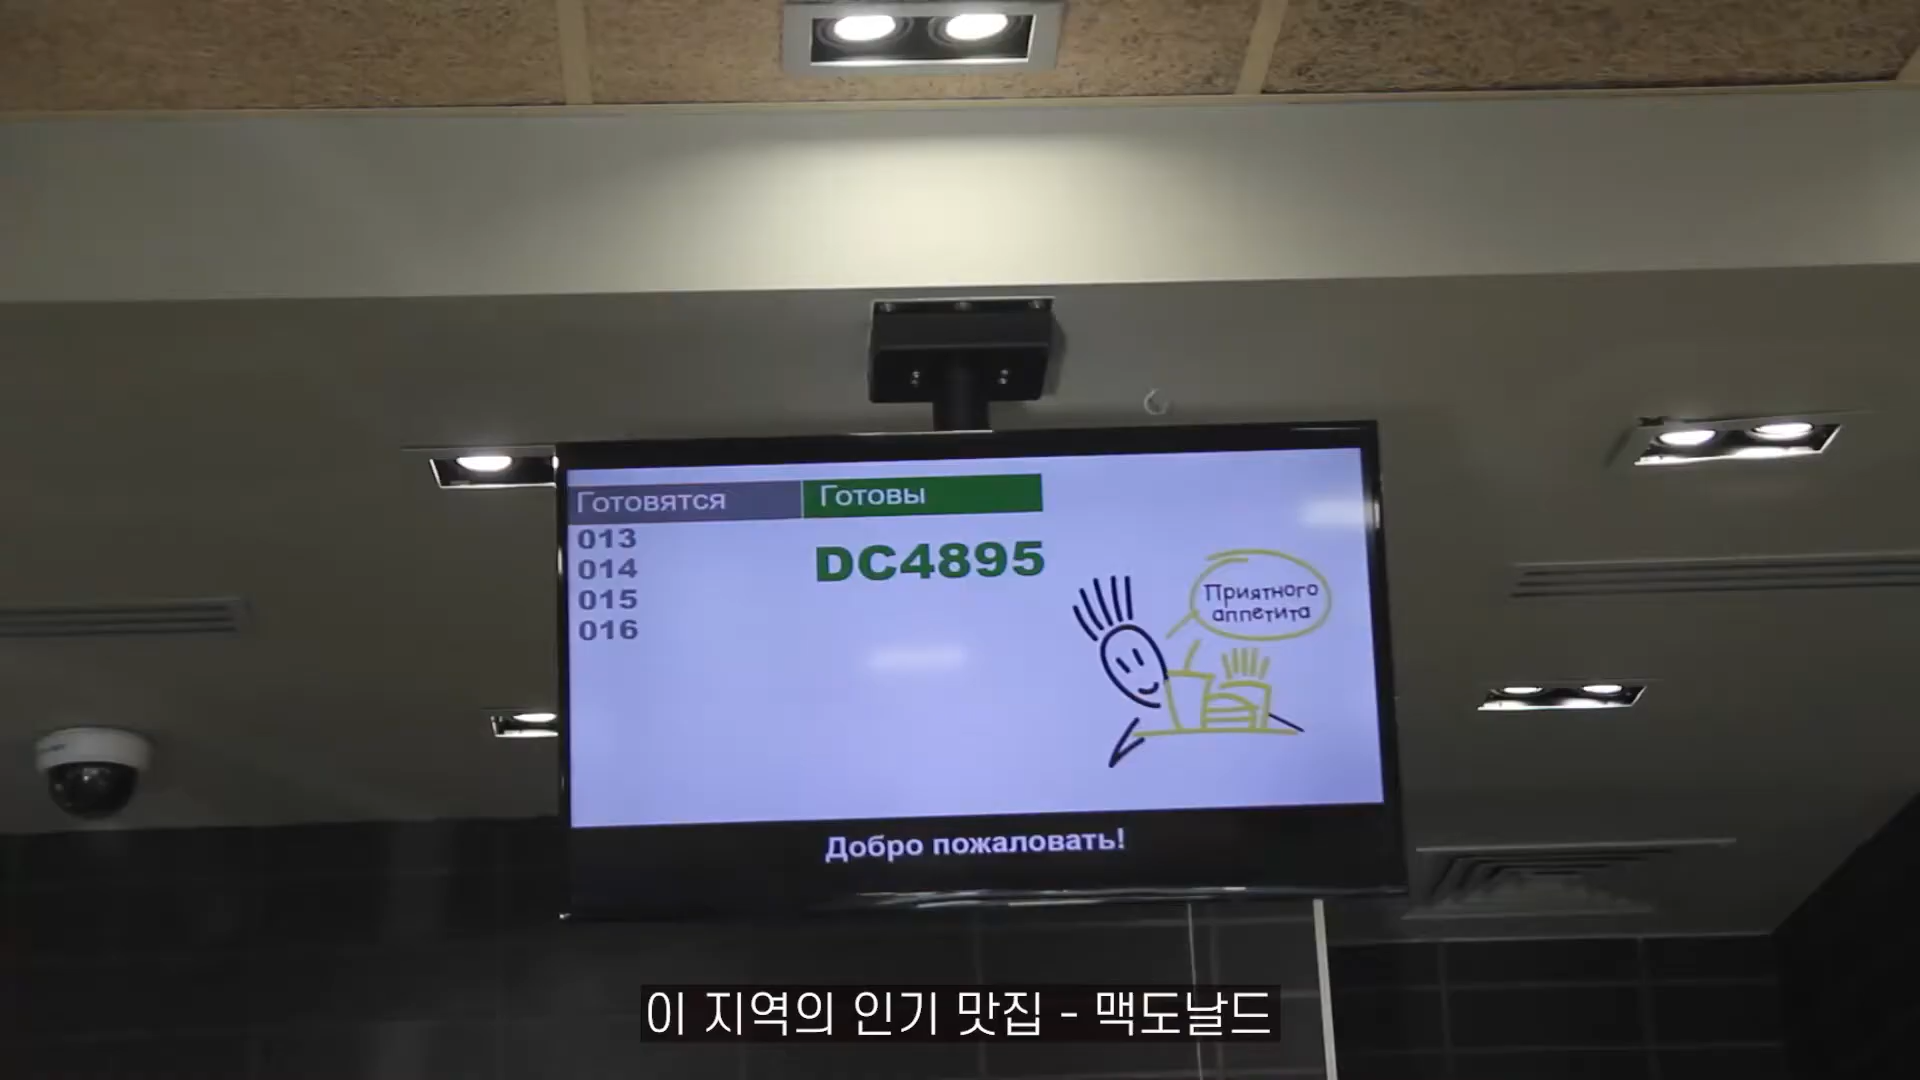 Готовятся
Готовы
013
014
015
016
DC4895
Приятного
аппетита
Добро пожаловать!
이 지역의 인기 맛집 - 맥도날드